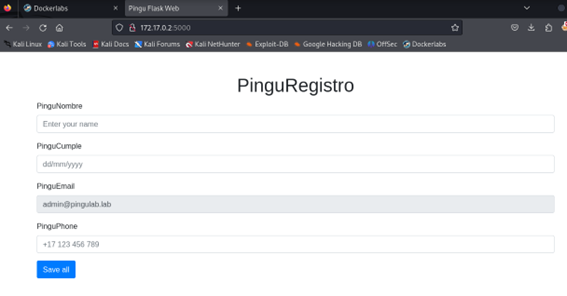 Dockerlabs
Pingu Flask Web
172.17.0.2:5000
Kali Linux Kali Tools Kali Docs Kali Forums Kali NetHunter Exploit-DB Google Hacking DB OffSec Dockerlabs
PinguRegistro
PinguNombre
Enter your name
PinguCumple
dd/mm/yyyy
PinguEmail
admin@pingulab.lab
PinguPhone
+17 123 456 789
Save all